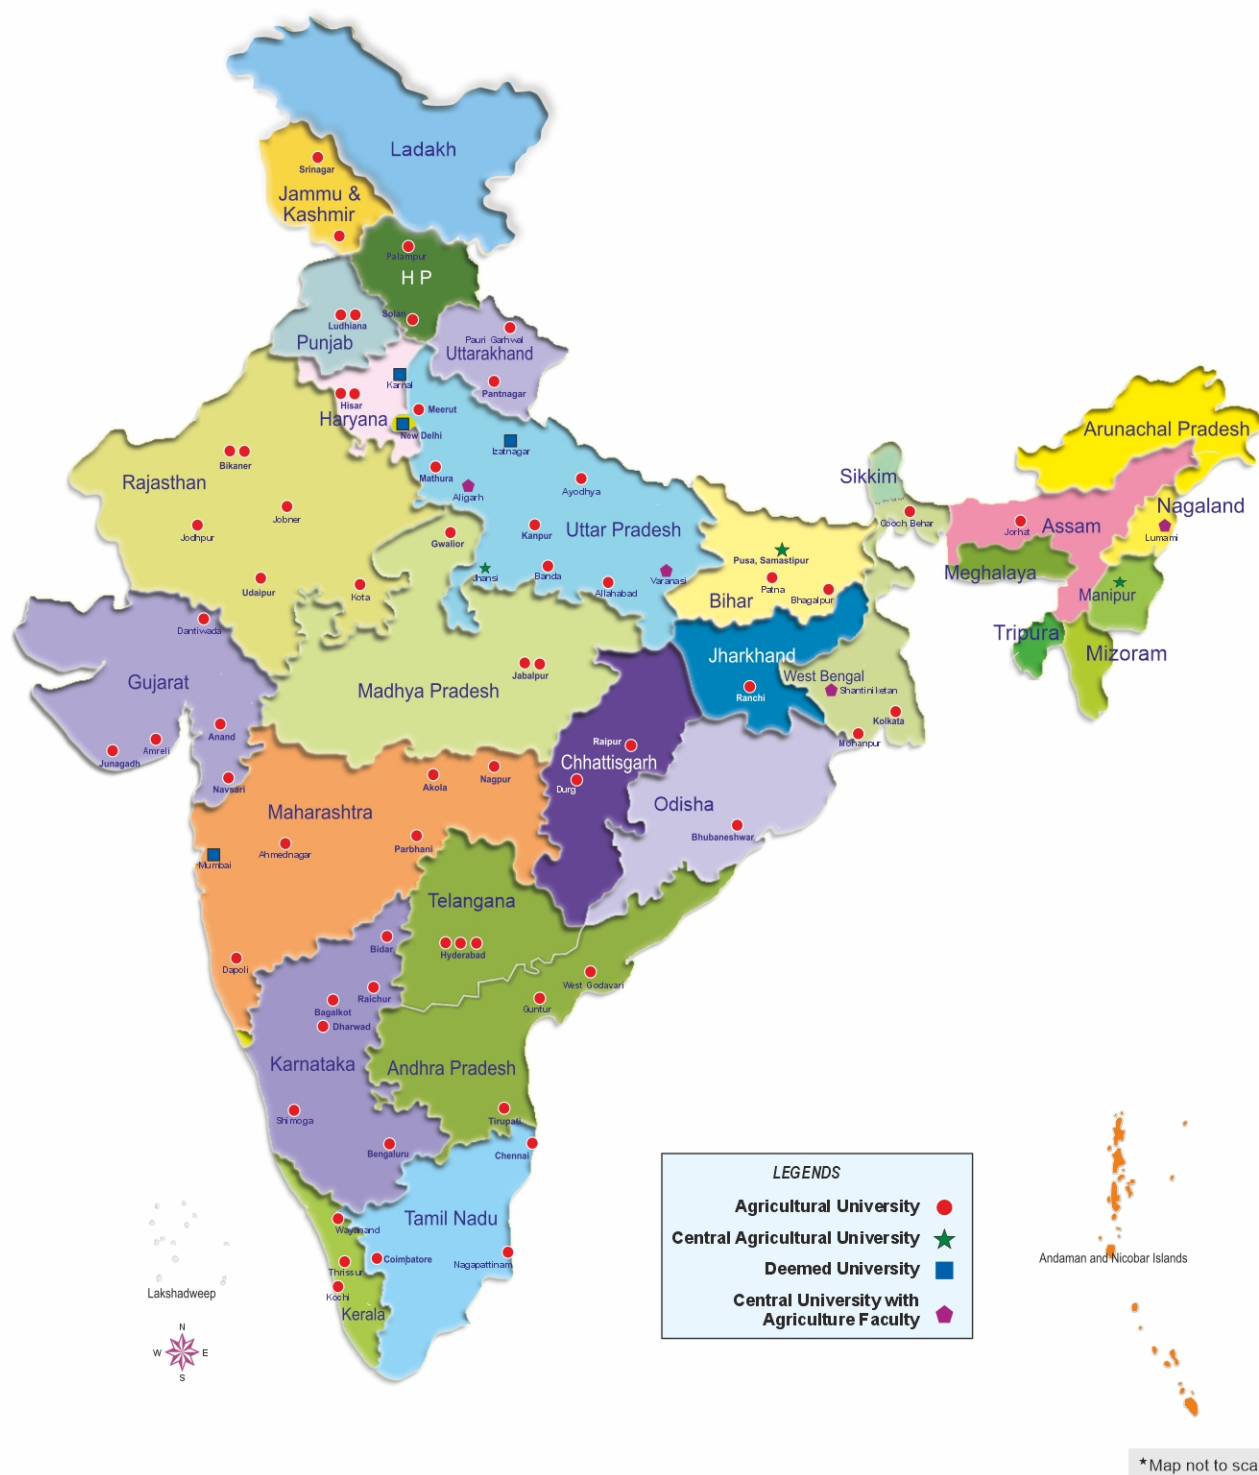 Ladakh
Srinagar
Jammu &
Kashmir
Palampur
H P
Solan
Ludhiana
Punjab
Pauri Garhwal
Uttarakhand
Pantnagar
Karnal
Hisar
Haryana
Meerut
New Delhi
Izatnagar
Bikaner
Rajasthan
Mathura
Aligarh
Ayodhya
Jobner
Jodhpur
Kanpur
Uttar Pradesh
Gwalior
Jhansi
Banda
Varanasi
Allahabad
Udaipur
Kota
Sikkim
Cooch Behar
Arunachal Pradesh
Nagaland
Lumami
Jorhat
Assam
Meghalaya
Manipur
Tripura
Mizoram
Pusa, Samastipur
Patna
Bhagalpur
Bihar
Dantiwada
Gujarat
Anand
Amreli
Junagadh
Navsari
Madhya Pradesh
Jabalpur
Jharkhand
Ranchi
West Bengal
Shantiniketan
Kolkata
Mohanpur
Raipur
Chhattisgarh
Durg
Odisha
Bhubaneshwar
Nagpur
Akola
Maharashtra
Parbhani
Ahmednagar
Mumbai
Dapoli
Telangana
Hyderabad
Bidar
Raichur
Bagalkot
Dharwad
Karnataka
Shimoga
Bengaluru
West Godavari
Guntur
Andhra Pradesh
Tirupati
Chennai
Tamil Nadu
Wayanand
Coimbatore
Thrissur
Kochi
Kerala
Nagapattinam
Lakshadweep
N
W E
S
LEGENDS
Agricultural University
Central Agricultural University
Deemed University
Central University with
Agriculture Faculty
Andaman and Nicobar Islands
★Map not to sca